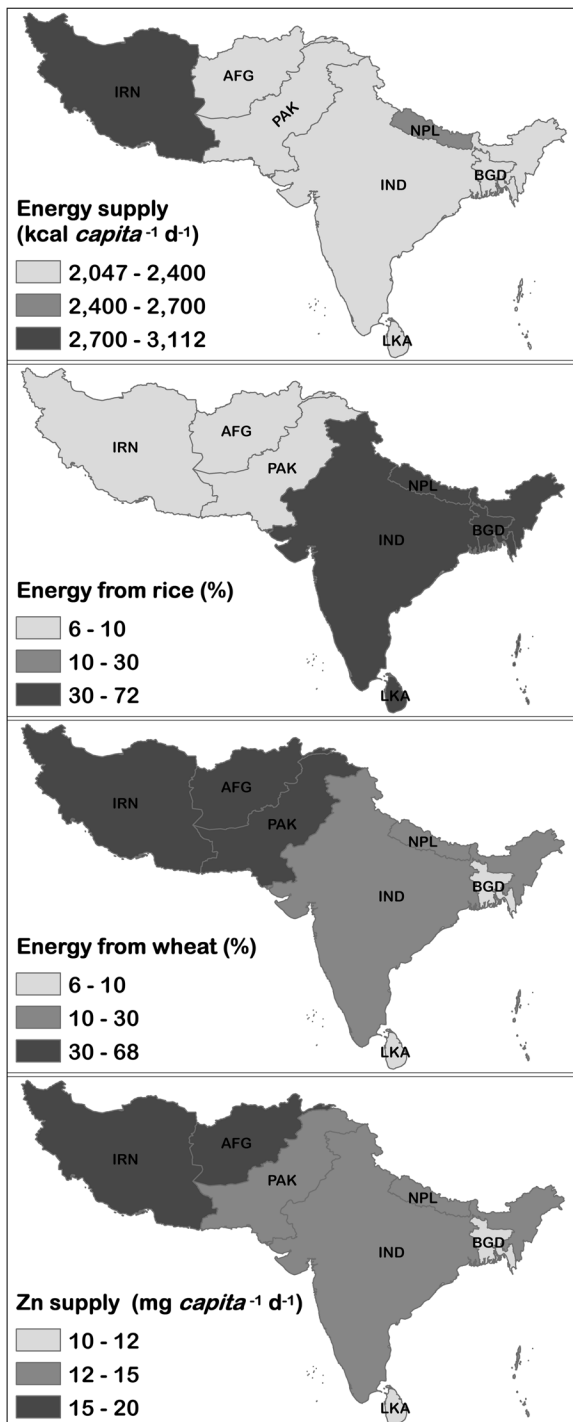 AFG
IRN
PAK
NPL
BGD
IND
Energy supply
(kcal capita -1 d-1)
2,047 - 2,400
2,400 - 2,700
2,700 - 3,112
LKA
AFG
IRN
PAK
NPL
BGD
IND
Energy from rice (%)
6 - 10
10 - 30
30 - 72
LKA
AFG
IRN
PAK
NPL
BGD
IND
Energy from wheat (%)
6 - 10
10 - 30
30 - 68
LKA
AFG
IRN
PAK
NPL
BGD
IND
Zn supply (mg capita -1 d-1)
10 - 12
12 - 15
15 - 20
LKA